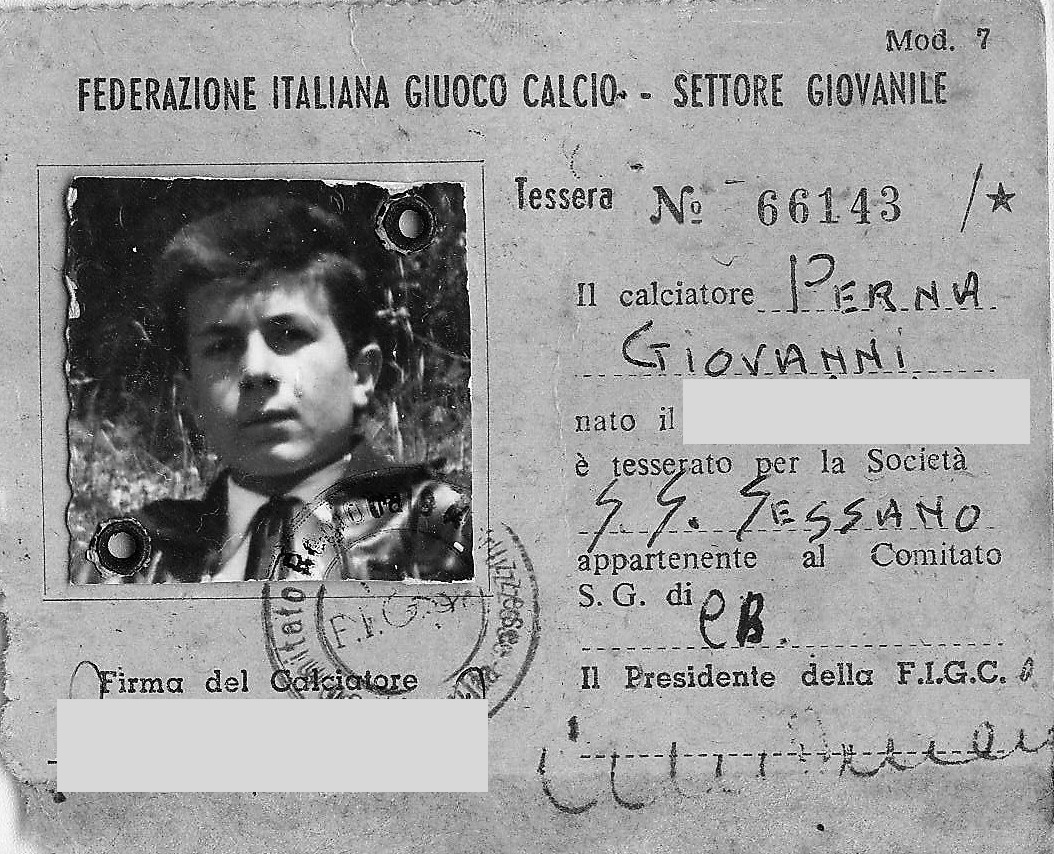 Mod. 7
FEDERAZIONE ITALIANA GIUOCO CALCIO - SETTORE GIOVANILE
Tessera Nº 66143 /★
Il calciatore PERNA
GIOVANNI
nato il
è tesserato per la Società
S.S. SESSANO
appartenente al Comitato
S. G. di CB.
Il Presidente della F.I.G.C.
Firma del Calciatore
F.I.G.C.